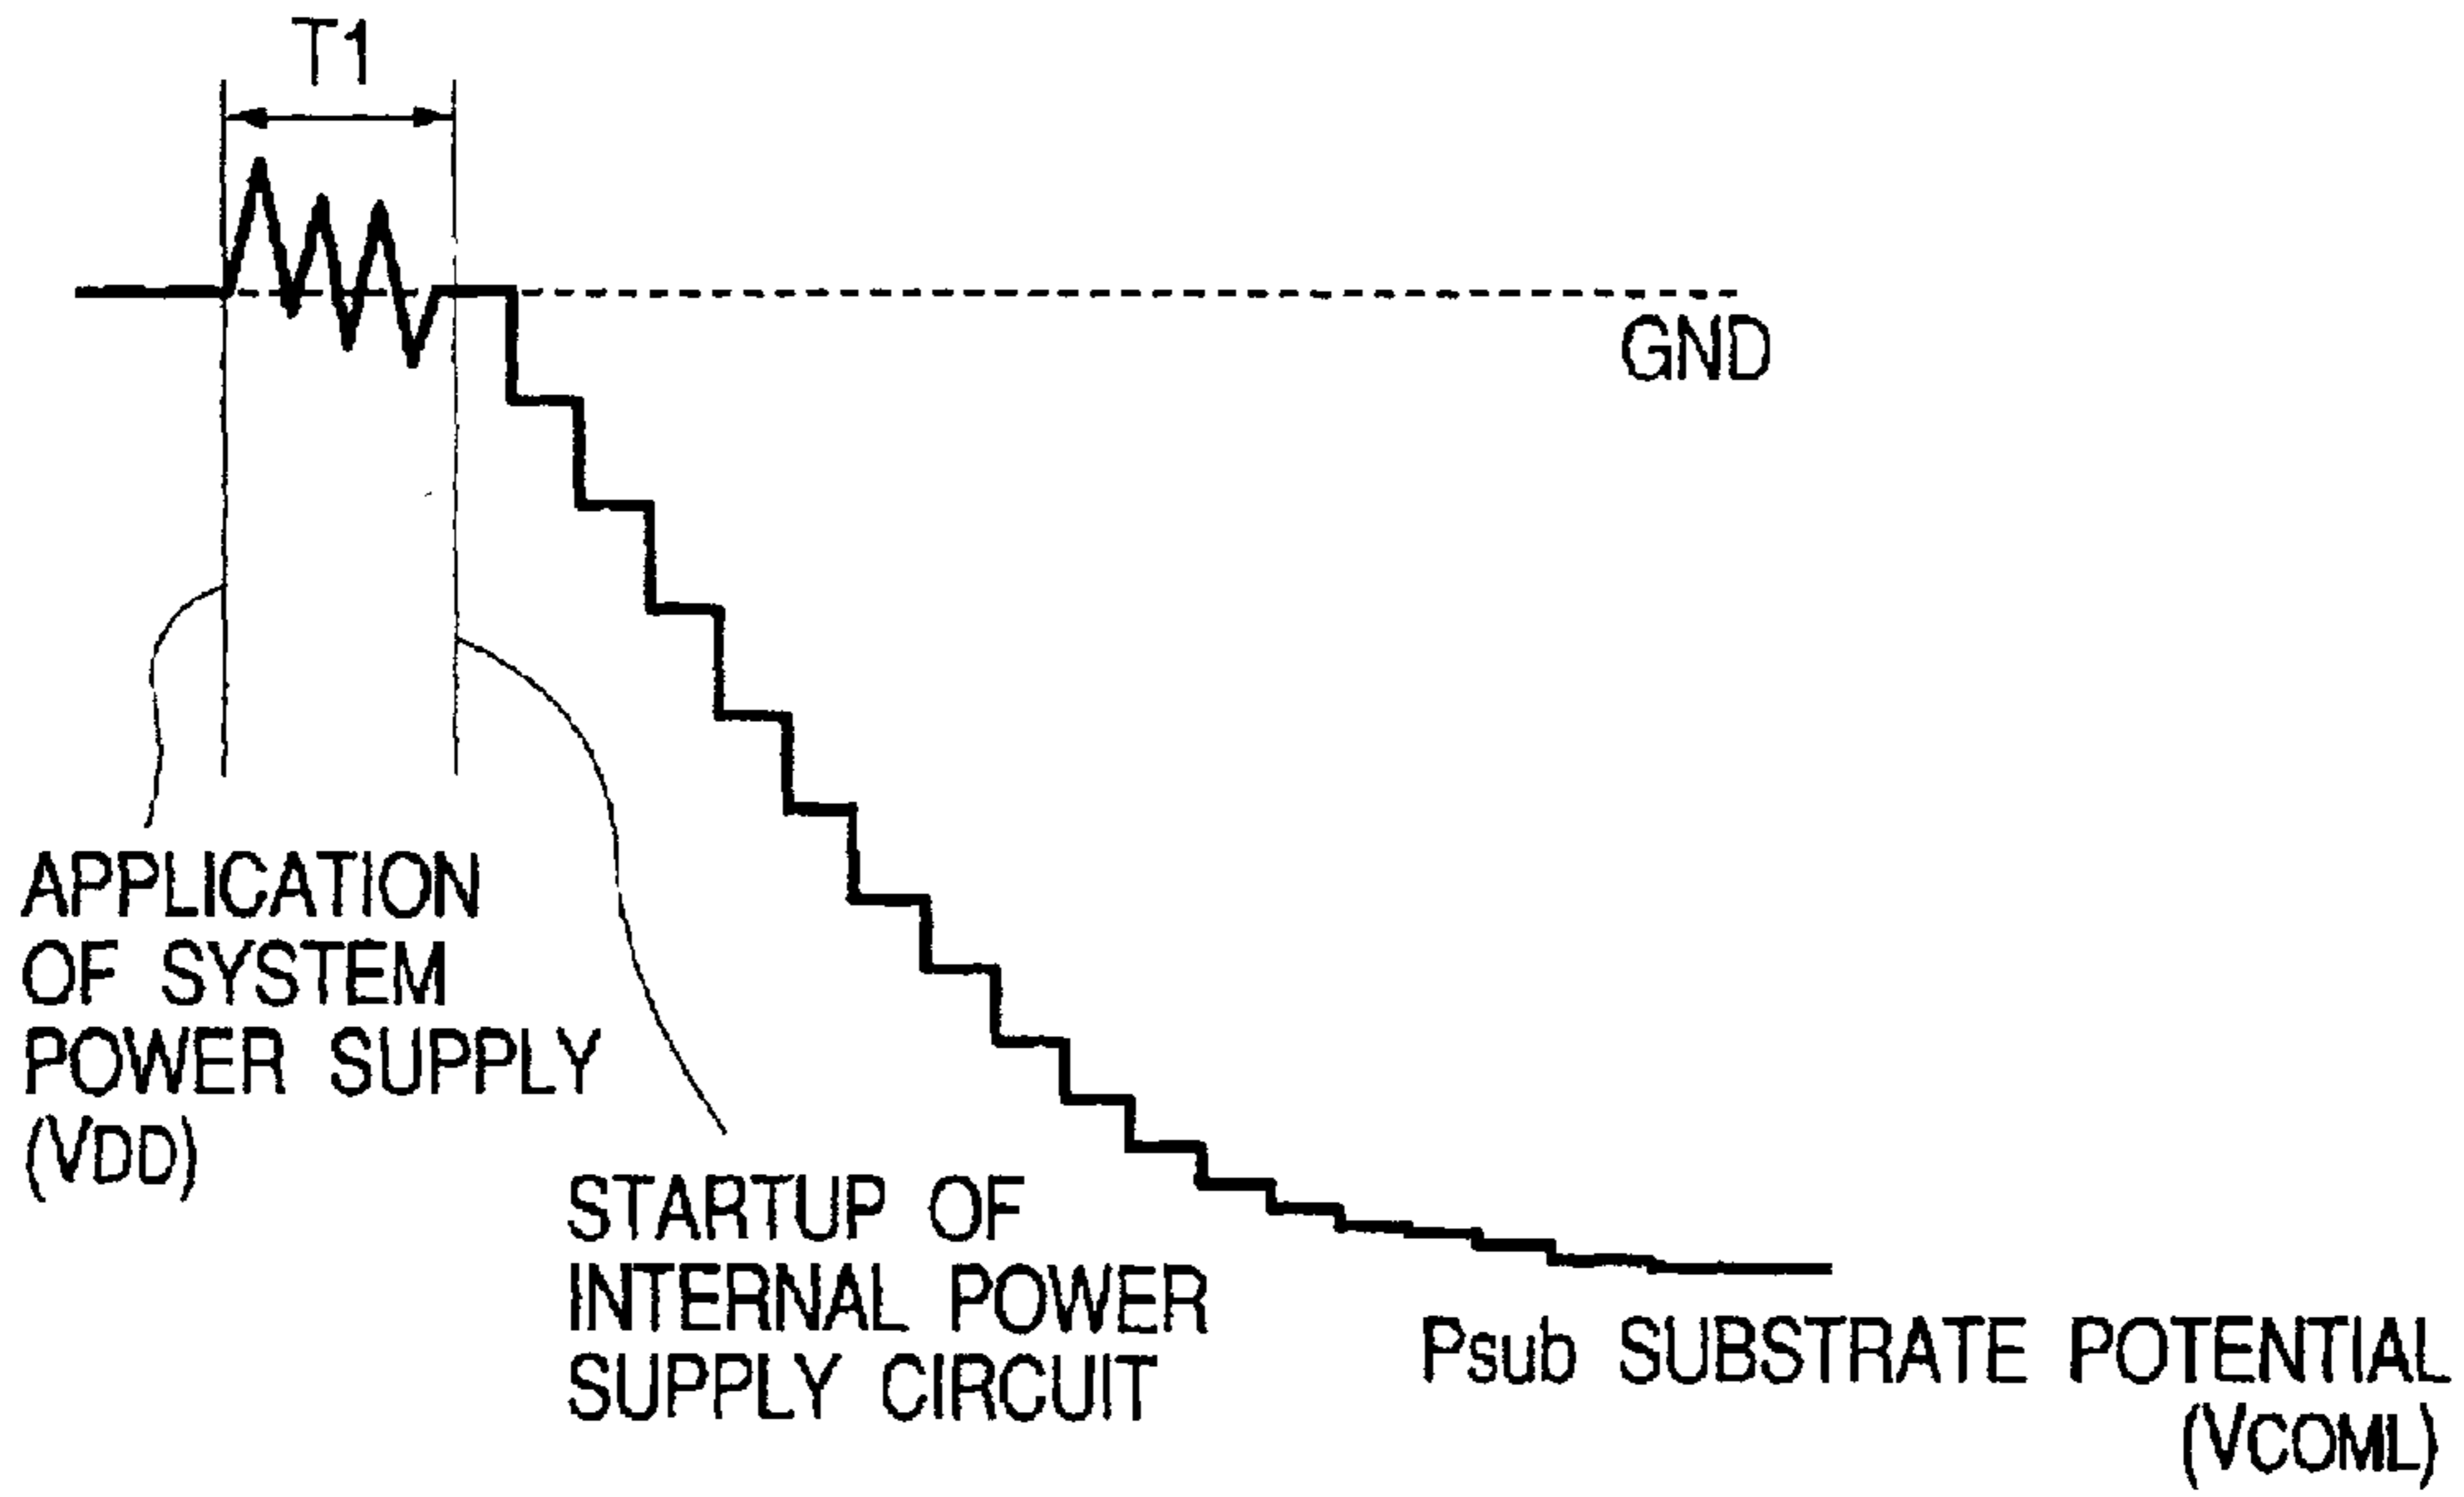 T1
GND
APPLICATION
OF SYSTEM
POWER SUPPLY
(VDD)
STARTUP OF
INTERNAL POWER
SUPPLY CIRCUIT
Psub SUBSTRATE POTENTIAL
(VCOML)